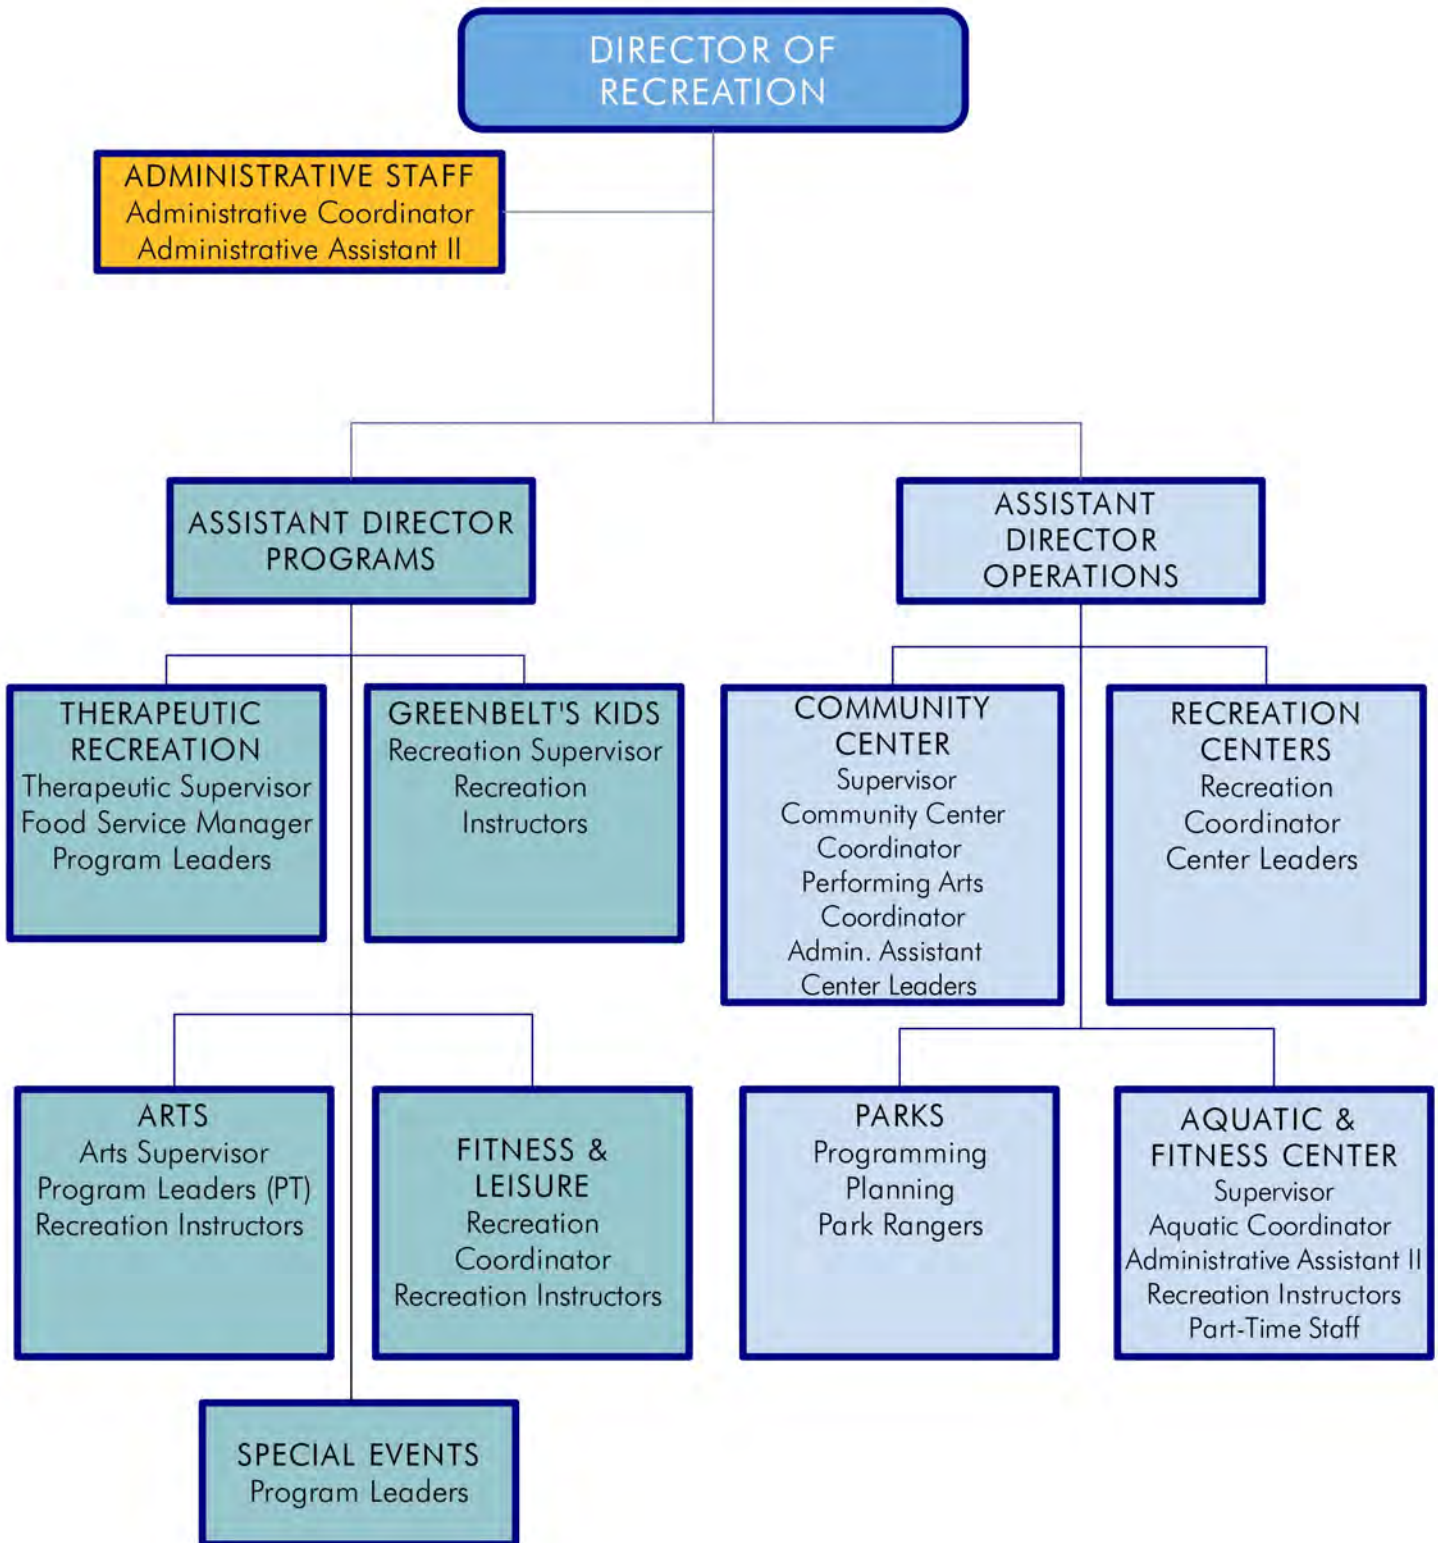 DIRECTOR OF
RECREATION
ADMINISTRATIVE STAFF
Administrative Coordinator
Administrative Assistant II
ASSISTANT DIRECTOR
PROGRAMS
ASSISTANT
DIRECTOR
OPERATIONS
THERAPEUTIC
RECREATION
Therapeutic Supervisor
Food Service Manager
Program Leaders
GREENBELT'S KIDS
Recreation Supervisor
Recreation
Instructors
COMMUNITY
CENTER
Supervisor
Community Center
Coordinator
Performing Arts
Coordinator
Admin. Assistant
Center Leaders
RECREATION
CENTERS
Recreation
Coordinator
Center Leaders
ARTS
Arts Supervisor
Program Leaders (PT)
Recreation Instructors
FITNESS &
LEISURE
Recreation
Coordinator
Recreation Instructors
PARKS
Programming
Planning
Park Rangers
AQUATIC &
FITNESS CENTER
Supervisor
Aquatic Coordinator
Administrative Assistant II
Recreation Instructors
Part-Time Staff
SPECIAL EVENTS
Program Leaders